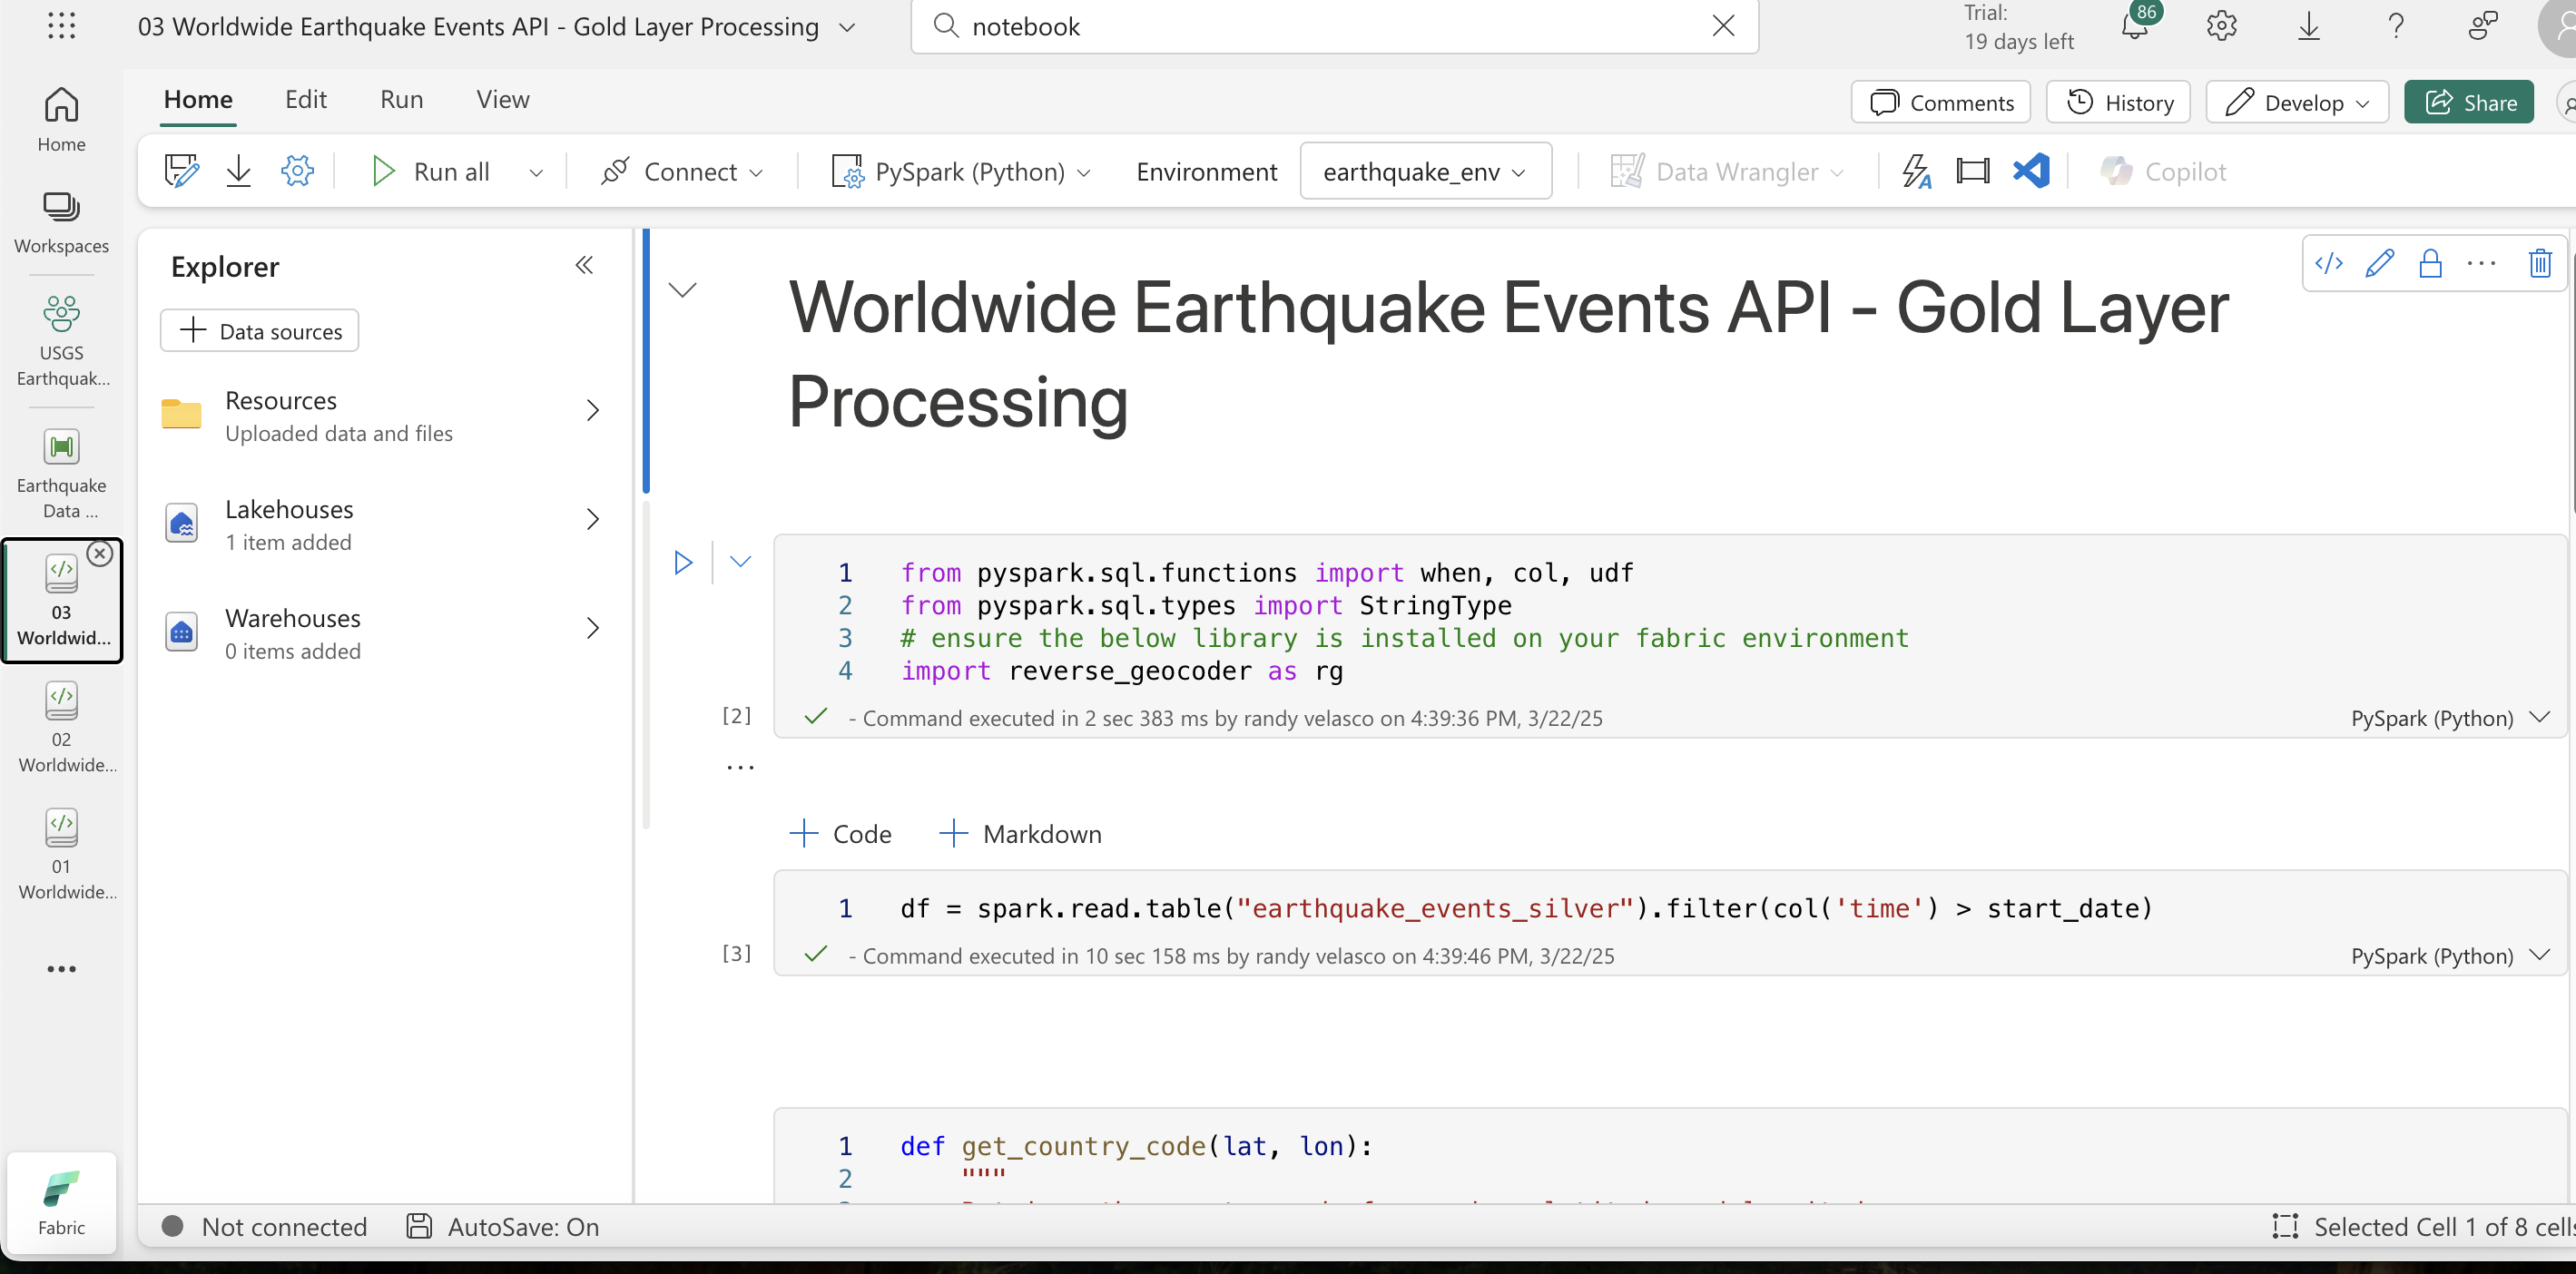 03 Worldwide Earthquake Events API - Gold Layer Processing
notebook
Trial:
19 days left
86
Home
Edit
Run
View
Comments
History
Develop
Share
Run all
Connect
PySpark (Python)
Environment
earthquake_env
Data Wrangler
Copilot
Home
Workspaces
USGS
Earthquak...
Earthquake
Data ...
03
Worldwid...
02
Worldwide...
01
Worldwide...
Fabric
Explorer
Data sources
Resources
Uploaded data and files
Lakehouses
1 item added
Warehouses
0 items added
Worldwide Earthquake Events API - Gold Layer
Processing
1 from pyspark.sql.functions import when, col, udf
2 from pyspark.sql.types import StringType
3 # ensure the below library is installed on your fabric environment
4 import reverse_geocoder as rg
[2] - Command executed in 2 sec 383 ms by randy velasco on 4:39:36 PM, 3/22/25 PySpark (Python)
Code
Markdown
1 df = spark.read.table("earthquake_events_silver").filter(col('time') > start_date)
[3] - Command executed in 10 sec 158 ms by randy velasco on 4:39:46 PM, 3/22/25 PySpark (Python)
1 def get_country_code(lat, lon):
2 """
Not connected
AutoSave: On
Selected Cell 1 of 8 cells